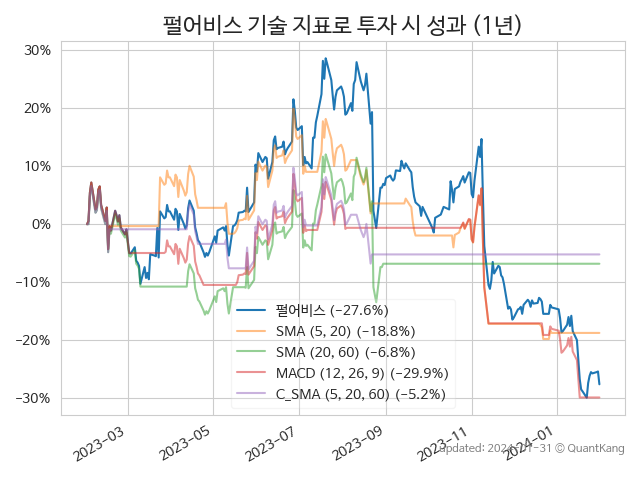 펄어비스 기술 지표로 투자 시 성과 (1년)
30%
20%
10%
0%
−10%
−20%
−30%
펄어비스 (−27.6%)
SMA (5, 20) (−18.8%)
SMA (20, 60) (−6.8%)
MACD (12, 26, 9) (−29.9%)
C_SMA (5, 20, 60) (−5.2%)
2023−03
2023−05
2023−07
2023−09
2023−11
2024−01
updated: 2024-01-31 © QuantKang